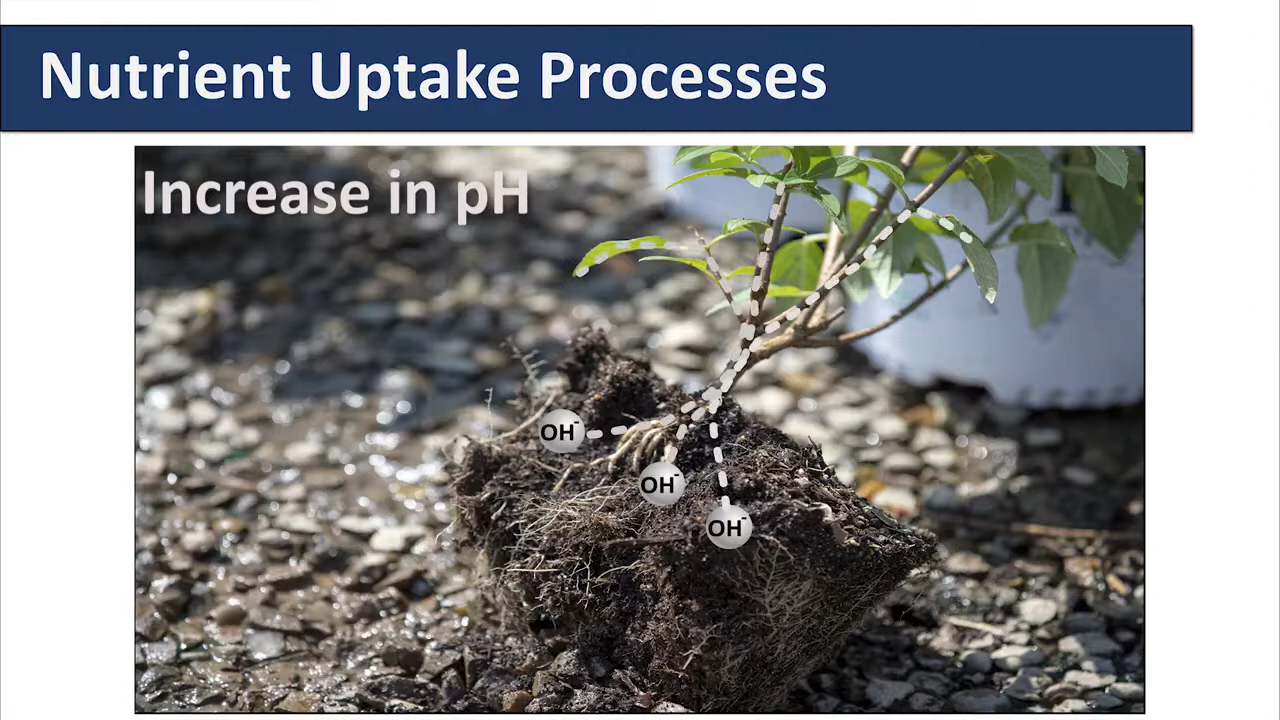 Nutrient Uptake Processes
Increase in pH
OH⁻
OH⁻
OH⁻